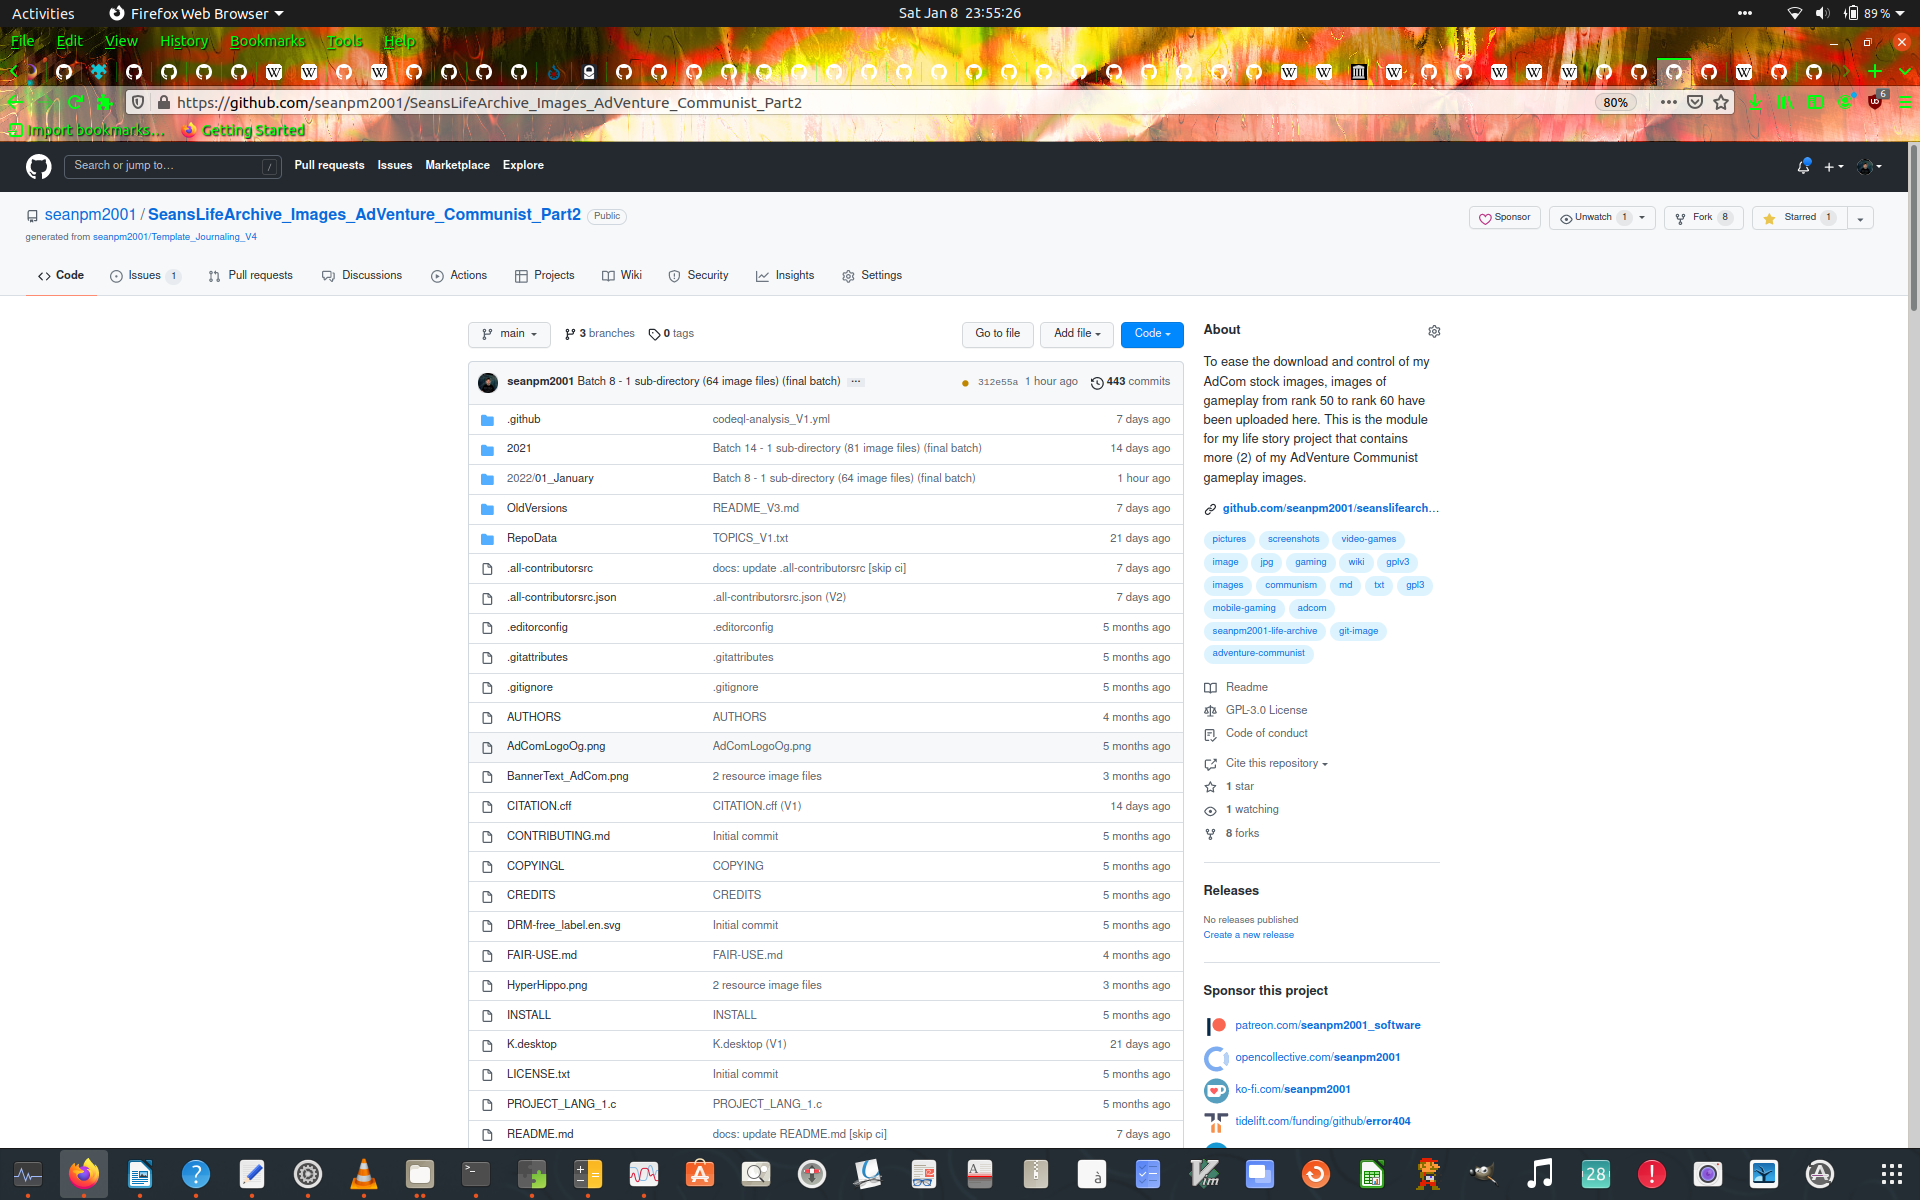 Activities Firefox Web Browser Sat Jan 8 23:55:26 89 %
File Edit View History Bookmarks Tools Help
https://github.com/seanpm2001/SeansLifeArchive_Images_AdVenture_Communist_Part2 80% 6
Import bookmarks... Getting Started
Search or jump to... / Pull requests Issues Marketplace Explore
seanpm2001 / SeansLifeArchive_Images_AdVenture_Communist_Part2 Public Sponsor Unwatch 1 Fork 8 Starred 1
generated from seanpm2001/Template_Journaling_V4
Code Issues 1 Pull requests Discussions Actions Projects Wiki Security Insights Settings
main 3 branches 0 tags Go to file Add file Code
seanpm2001 Batch 8 - 1 sub-directory (64 image files) (final batch) ... 312e55a 1 hour ago 443 commits
.github codeql-analysis_V1.yml 7 days ago
2021 Batch 14 - 1 sub-directory (81 image files) (final batch) 14 days ago
2022/01_January Batch 8 - 1 sub-directory (64 image files) (final batch) 1 hour ago
OldVersions README_V3.md 7 days ago
RepoData TOPICS_V1.txt 21 days ago
.all-contributorsrc docs: update .all-contributorsrc [skip ci] 7 days ago
.all-contributorsrc.json .all-contributorsrc.json (V2) 7 days ago
.editorconfig .editorconfig 5 months ago
.gitattributes .gitattributes 5 months ago
.gitignore .gitignore 5 months ago
AUTHORS AUTHORS 4 months ago
AdComLogoOg.png AdComLogoOg.png 5 months ago
BannerText_AdCom.png 2 resource image files 3 months ago
CITATION.cff CITATION.cff (V1) 14 days ago
CONTRIBUTING.md Initial commit 5 months ago
COPYINGL COPYING 5 months ago
CREDITS CREDITS 5 months ago
DRM-free_label.en.svg Initial commit 5 months ago
FAIR-USE.md FAIR-USE.md 4 months ago
HyperHippo.png 2 resource image files 3 months ago
INSTALL INSTALL 5 months ago
K.desktop K.desktop (V1) 21 days ago
LICENSE.txt Initial commit 5 months ago
PROJECT_LANG_1.c PROJECT_LANG_1.c 5 months ago
README.md docs: update README.md [skip ci] 7 days ago
About
To ease the download and control of my
AdCom stock images, images of
gameplay from rank 50 to rank 60 have
been uploaded here. This is the module
for my life story project that contains
more (2) of my AdVenture Communist
gameplay images.
github.com/seanpm2001/seanslifearch...
pictures screenshots video-games
image jpg gaming wiki gplv3
images communism md txt gpl3
mobile-gaming adcom
seanpm2001-life-archive git-image
adventure-communist
Readme
GPL-3.0 License
Code of conduct
Cite this repository
1 star
1 watching
8 forks
Releases
No releases published
Create a new release
Sponsor this project
patreon.com/seanpm2001_software
opencollective.com/seanpm2001
ko-fi.com/seanpm2001
tidelift.com/funding/github/error404
28